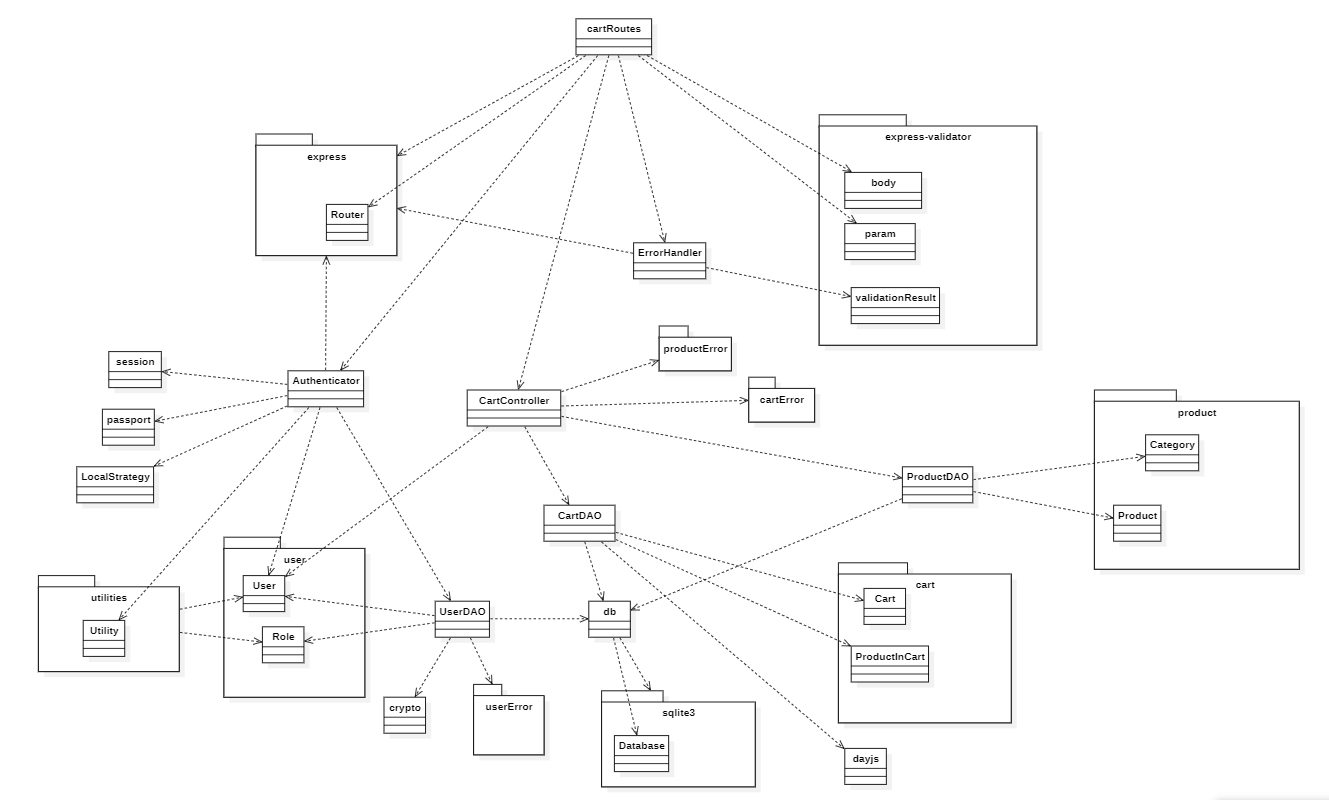 cartRoutes
express-validator
express
body
Router
param
ErrorHandler
validationResult
productError
session
Authenticator
CartController
cartError
product
passport
Category
LocalStrategy
ProductDAO
CartDAO
Product
user
User
cart
utilities
Cart
UserDAO
db
Utility
Role
ProductInCart
crypto
userError
sqlite3
Database
dayjs